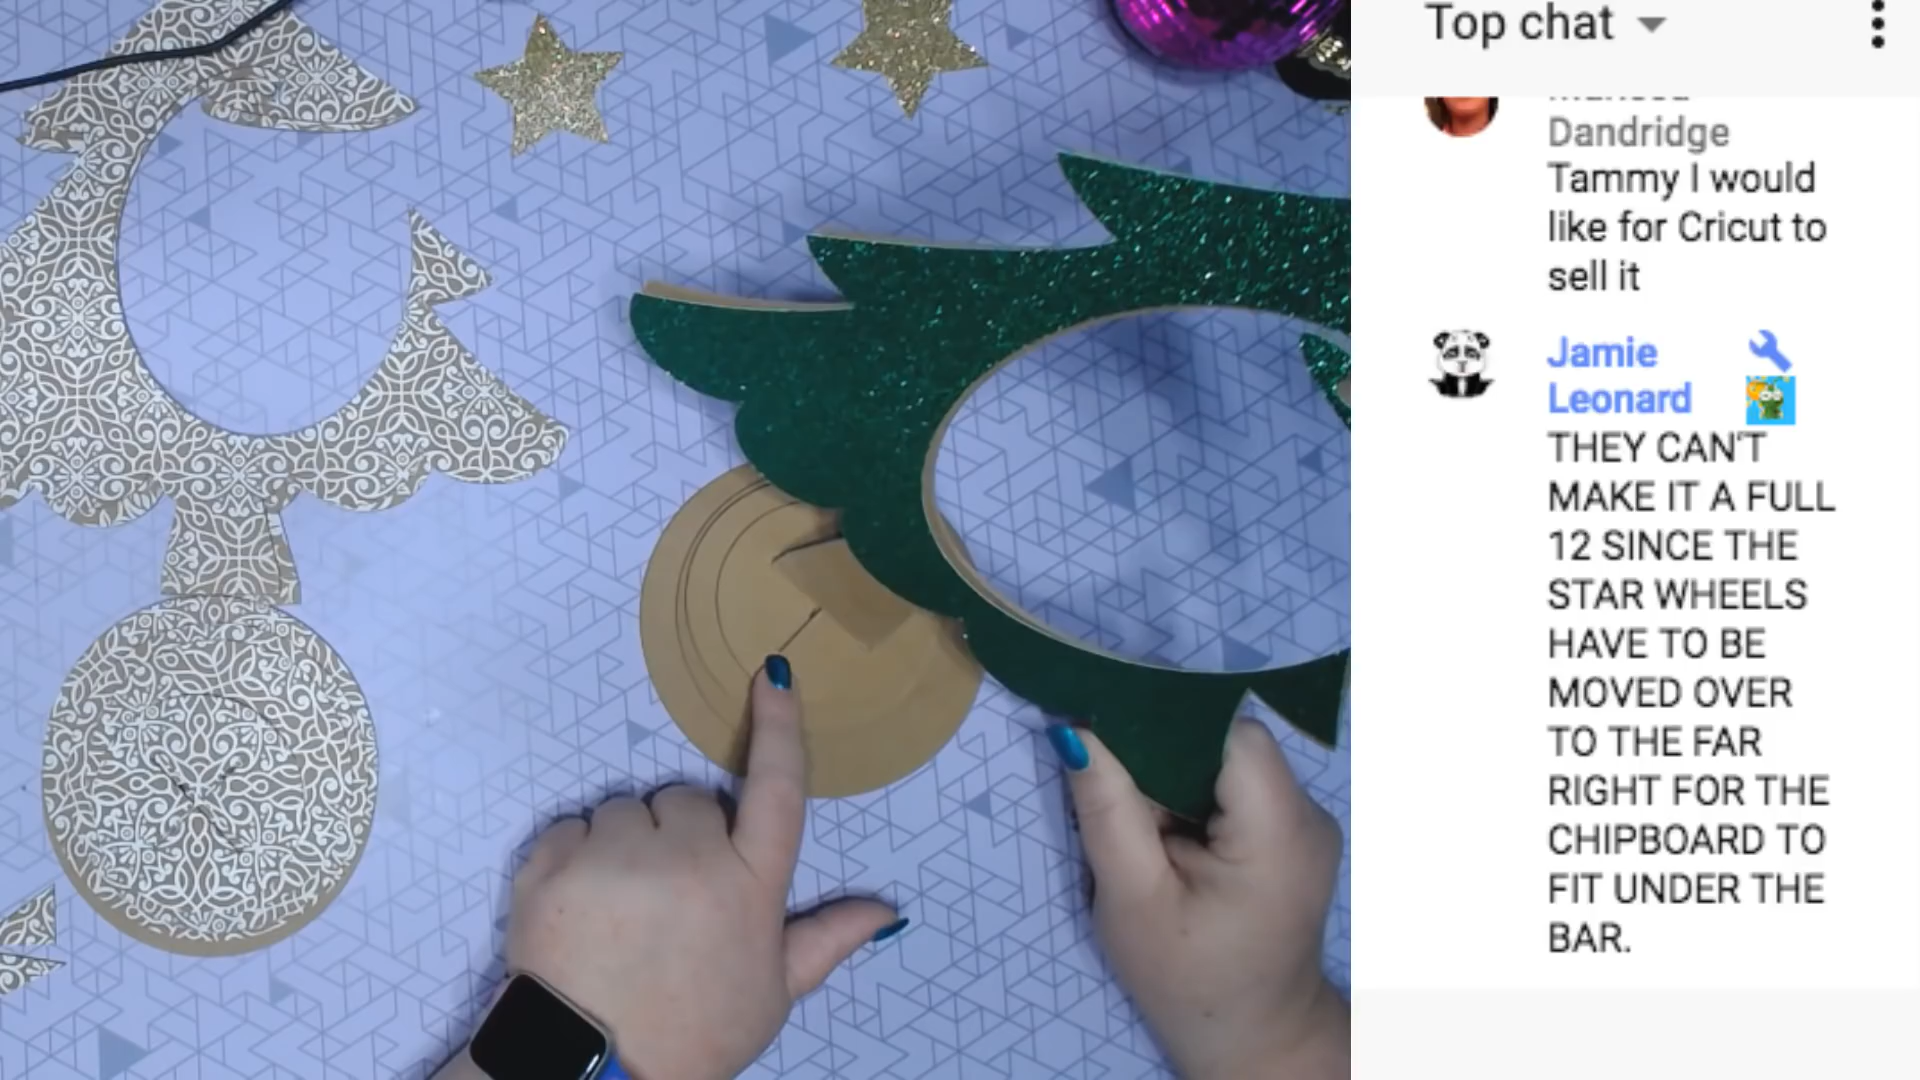 Top chat
Dandridge
Tammy I would
like for Cricut to
sell it
Jamie
Leonard
THEY CAN'T
MAKE IT A FULL
12 SINCE THE
STAR WHEELS
HAVE TO BE
MOVED OVER
TO THE FAR
RIGHT FOR THE
CHIPBOARD TO
FIT UNDER THE
BAR.